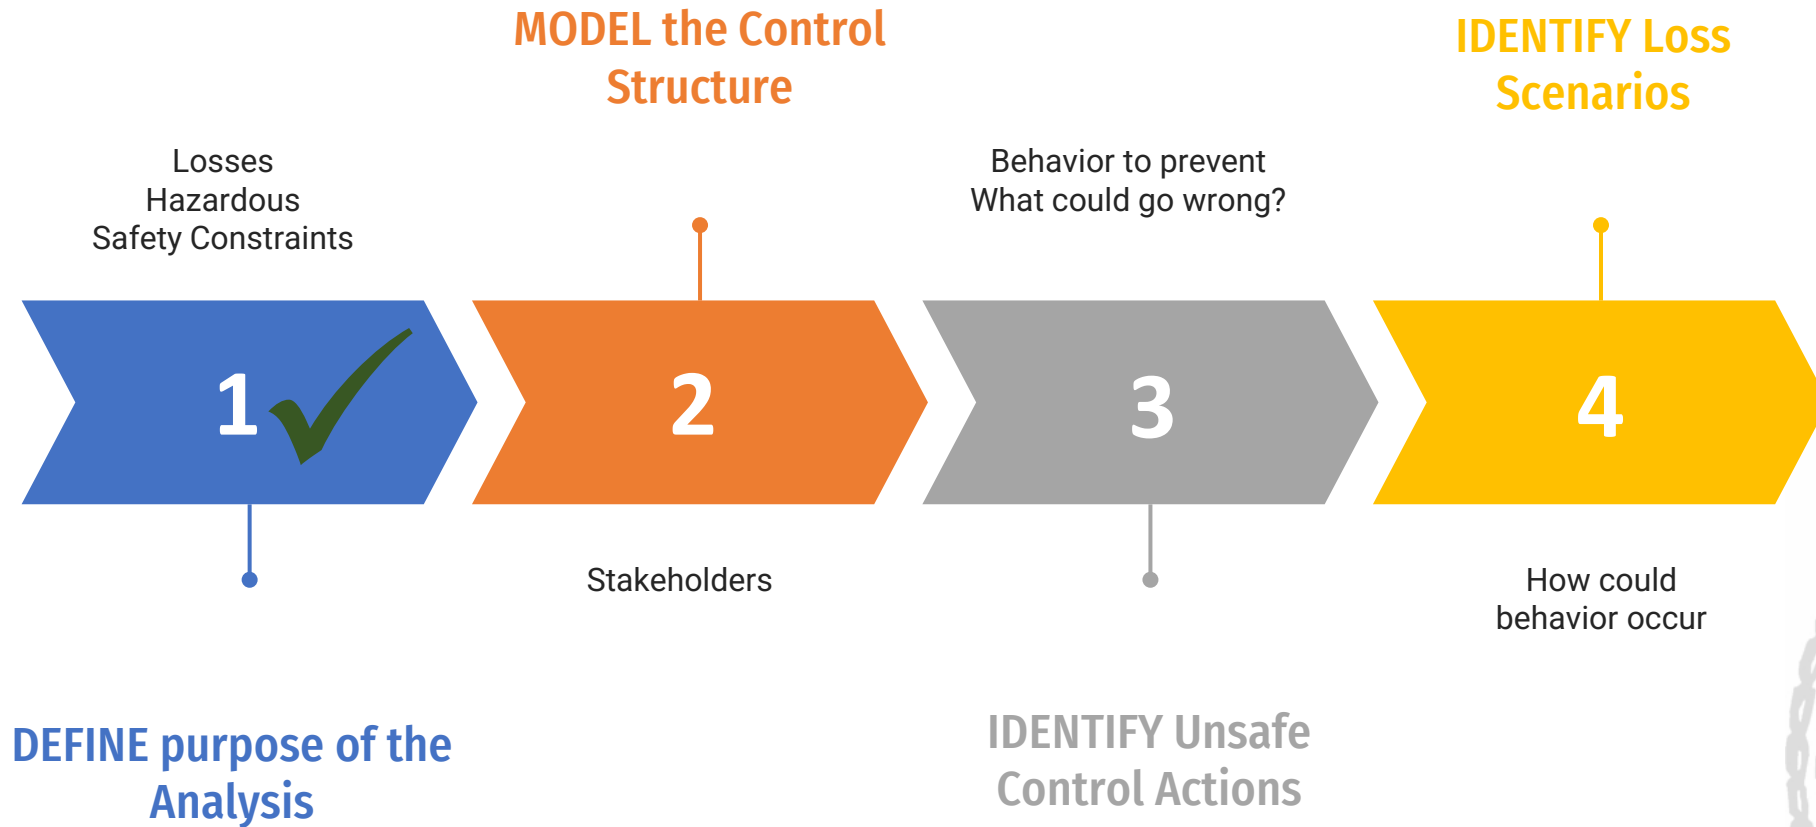 MODEL the Control
Structure
IDENTIFY Loss
Scenarios
Losses
Hazardous
Safety Constraints
Behavior to prevent
What could go wrong?
1
2
3
4
Stakeholders
How could
behavior occur
DEFINE purpose of the
Analysis
IDENTIFY Unsafe
Control Actions